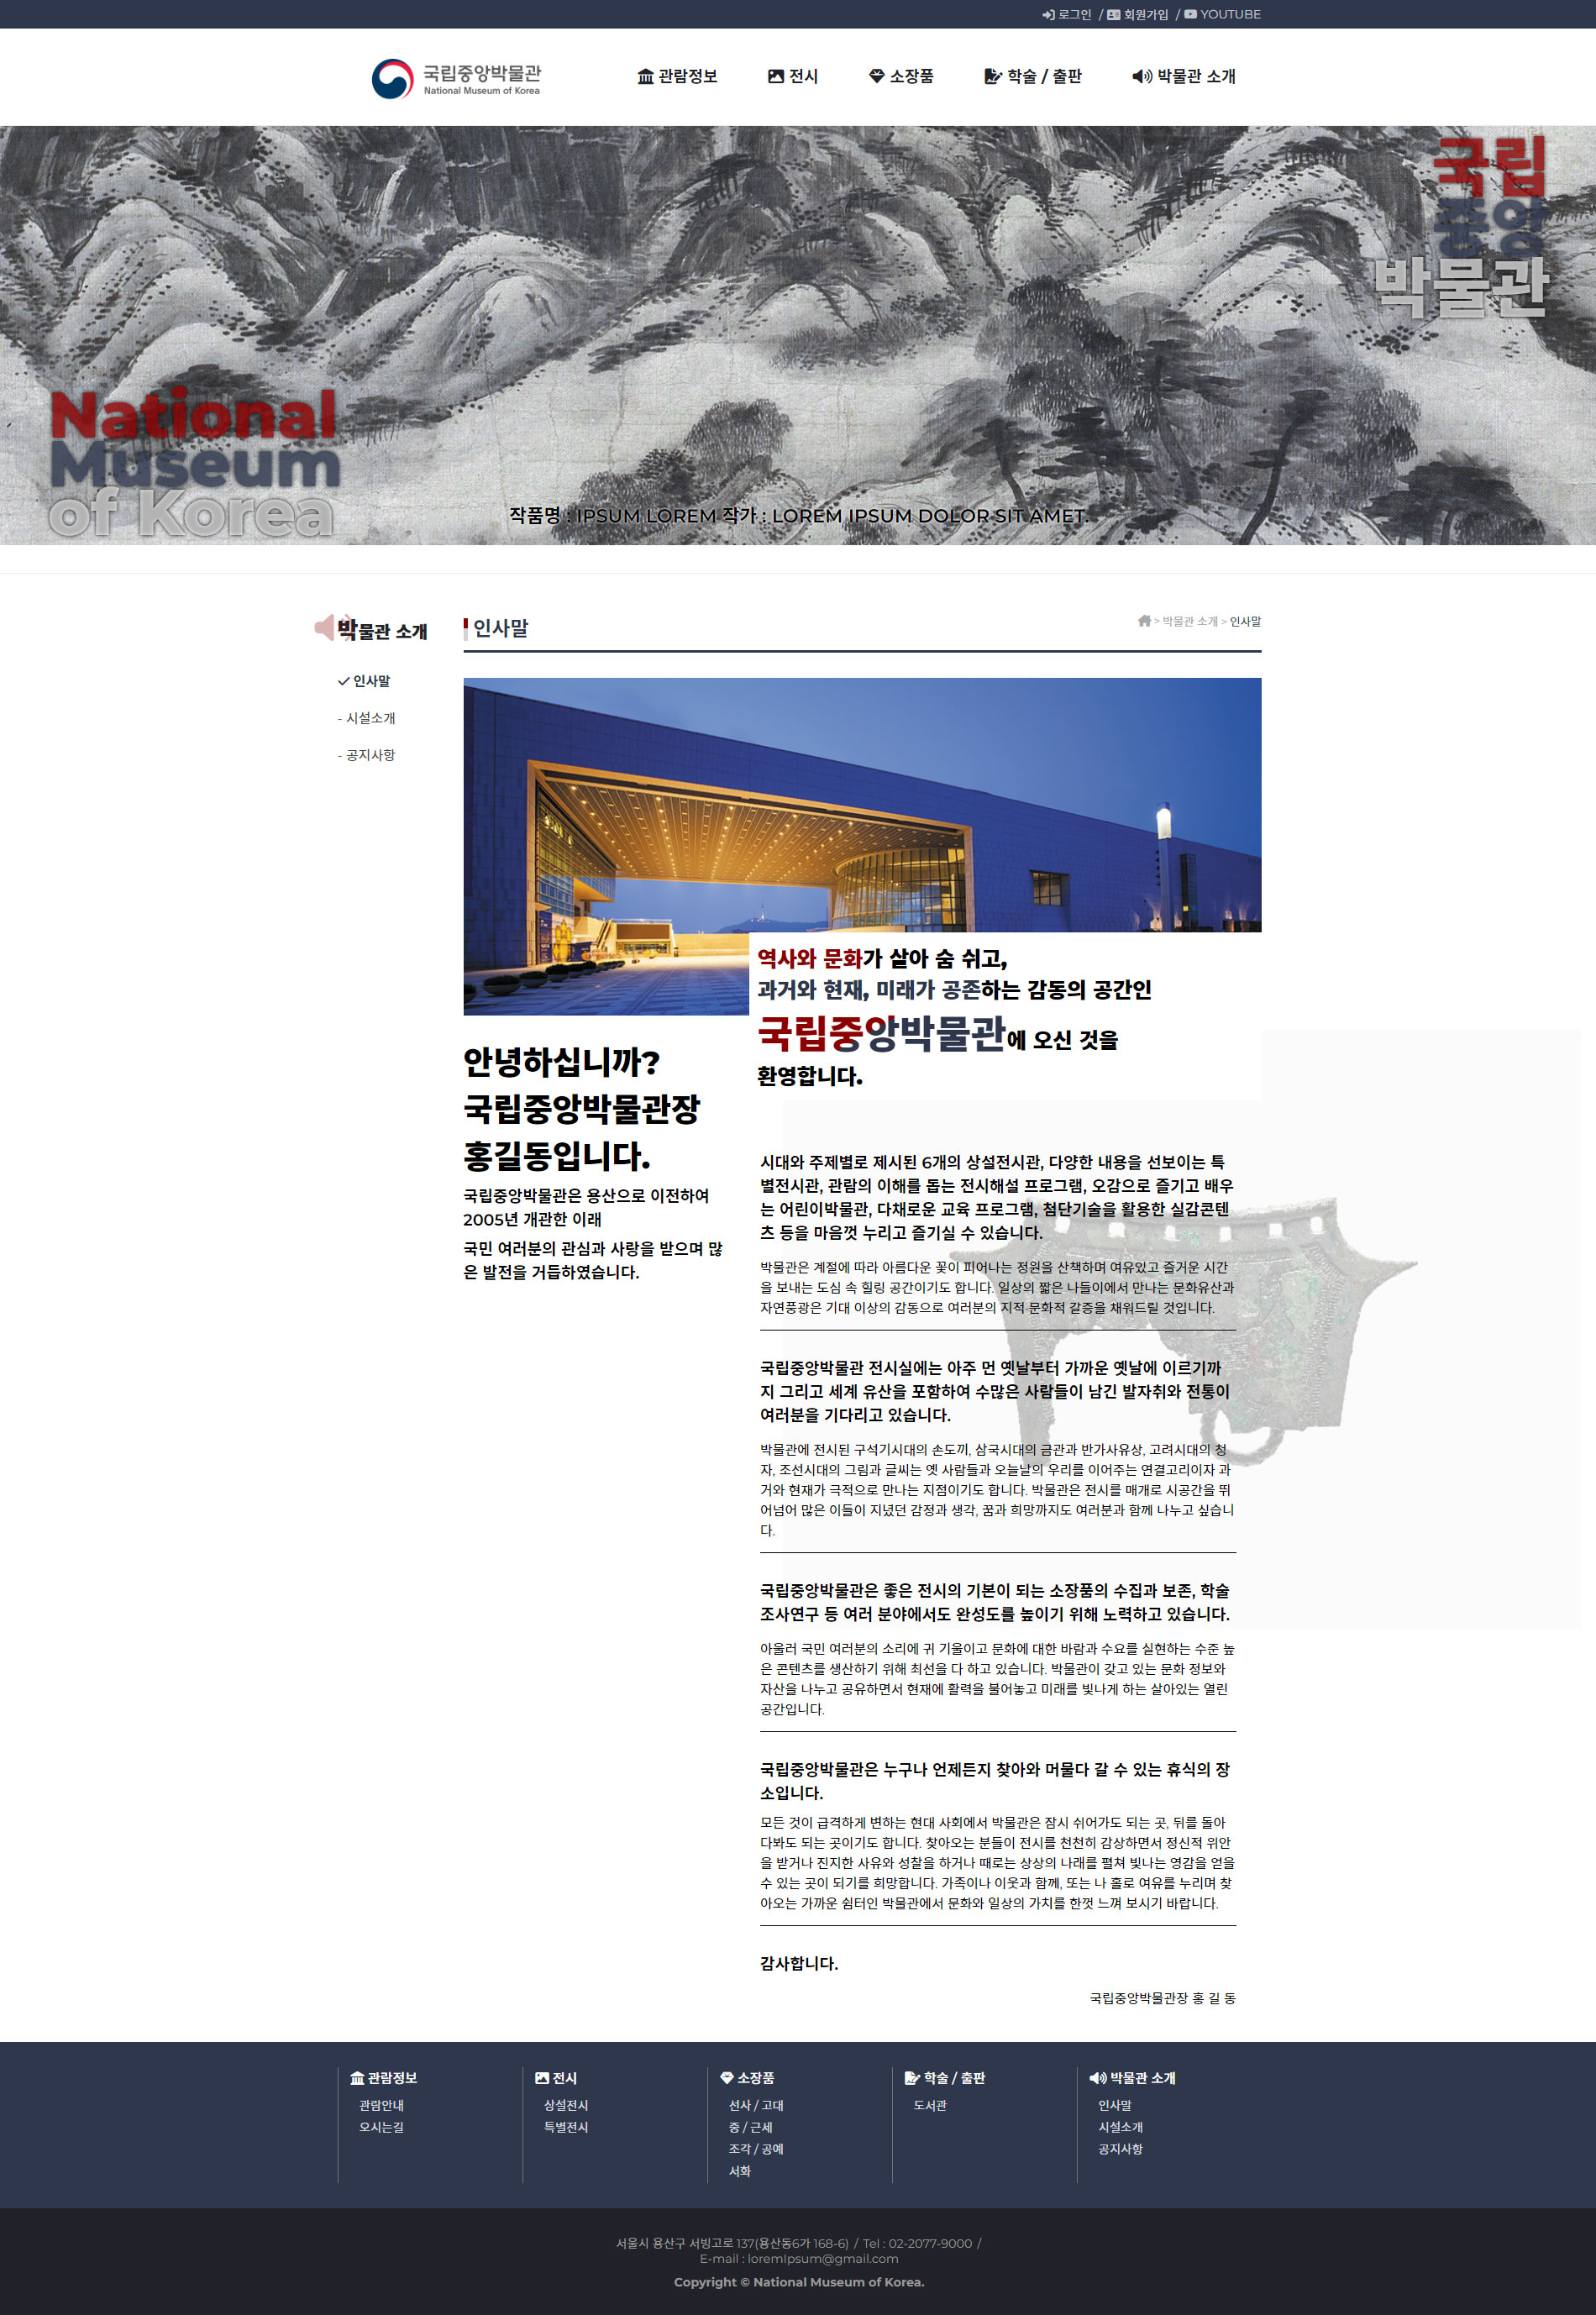 로그인 / 회원가입 / YOUTUBE
국립중앙박물관
National Museum of Korea
관람정보 전시 소장품 학술 / 출판 박물관 소개
국립
중앙
박물관
National
Museum
of Korea
작품명 : IPSUM LOREM 작가 : LOREM IPSUM DOLOR SIT AMET.
박물관 소개
인사말
- 시설소개
- 공지사항
인사말
> 박물관 소개 > 인사말
역사와 문화가 살아 숨 쉬고,
과거와 현재, 미래가 공존하는 감동의 공간인
국립중앙박물관에 오신 것을
환영합니다.
안녕하십니까?
국립중앙박물관장
홍길동입니다.
국립중앙박물관은 용산으로 이전하여
2005년 개관한 이래
국민 여러분의 관심과 사랑을 받으며 많
은 발전을 거듭하였습니다.
시대와 주제별로 제시된 6개의 상설전시관, 다양한 내용을 선보이는 특
별전시관, 관람의 이해를 돕는 전시해설 프로그램, 오감으로 즐기고 배우
는 어린이박물관, 다채로운 교육 프로그램, 첨단기술을 활용한 실감콘텐
츠 등을 마음껏 누리고 즐기실 수 있습니다.
박물관은 계절에 따라 아름다운 꽃이 피어나는 정원을 산책하며 여유있고 즐거운 시간
을 보내는 도심 속 힐링 공간이기도 합니다. 일상의 짧은 나들이에서 만나는 문화유산과
자연풍광은 기대 이상의 감동으로 여러분의 지적·문화적 갈증을 채워드릴 것입니다.
국립중앙박물관 전시실에는 아주 먼 옛날부터 가까운 옛날에 이르기까
지 그리고 세계 유산을 포함하여 수많은 사람들이 남긴 발자취와 전통이
여러분을 기다리고 있습니다.
박물관에 전시된 구석기시대의 손도끼, 삼국시대의 금관과 반가사유상, 고려시대의 청
자, 조선시대의 그림과 글씨는 옛 사람들과 오늘날의 우리를 이어주는 연결고리이자 과
거와 현재가 극적으로 만나는 지점이기도 합니다. 박물관은 전시를 매개로 시공간을 뛰
어넘어 많은 이들이 지녔던 감정과 생각, 꿈과 희망까지도 여러분과 함께 나누고 싶습니
다.
국립중앙박물관은 좋은 전시의 기본이 되는 소장품의 수집과 보존, 학술
조사연구 등 여러 분야에서도 완성도를 높이기 위해 노력하고 있습니다.
아울러 국민 여러분의 소리에 귀 기울이고 문화에 대한 바람과 수요를 실현하는 수준 높
은 콘텐츠를 생산하기 위해 최선을 다 하고 있습니다. 박물관이 갖고 있는 문화 정보와
자산을 나누고 공유하면서 현재에 활력을 불어놓고 미래를 빛나게 하는 살아있는 열린
공간입니다.
국립중앙박물관은 누구나 언제든지 찾아와 머물다 갈 수 있는 휴식의 장
소입니다.
모든 것이 급격하게 변하는 현대 사회에서 박물관은 잠시 쉬어가도 되는 곳, 뒤를 돌아
다봐도 되는 곳이기도 합니다. 찾아오는 분들이 전시를 천천히 감상하면서 정신적 위안
을 받거나 진지한 사유와 성찰을 하거나 때로는 상상의 나래를 펼쳐 빛나는 영감을 얻을
수 있는 곳이 되기를 희망합니다. 가족이나 이웃과 함께, 또는 나 홀로 여유를 누리며 찾
아오는 가까운 쉼터인 박물관에서 문화와 일상의 가치를 한껏 느껴 보시기 바랍니다.
감사합니다.
국립중앙박물관장 홍 길 동
관람정보
관람안내
오시는길
전시
상설전시
특별전시
소장품
선사 / 고대
중 / 근세
조각 / 공예
서화
학술 / 출판
도서관
박물관 소개
인사말
시설소개
공지사항
서울시 용산구 서빙고로 137(용산동6가 168-6) / Tel : 02-2077-9000 /
E-mail : loremIpsum@gmail.com
Copyright © National Museum of Korea.